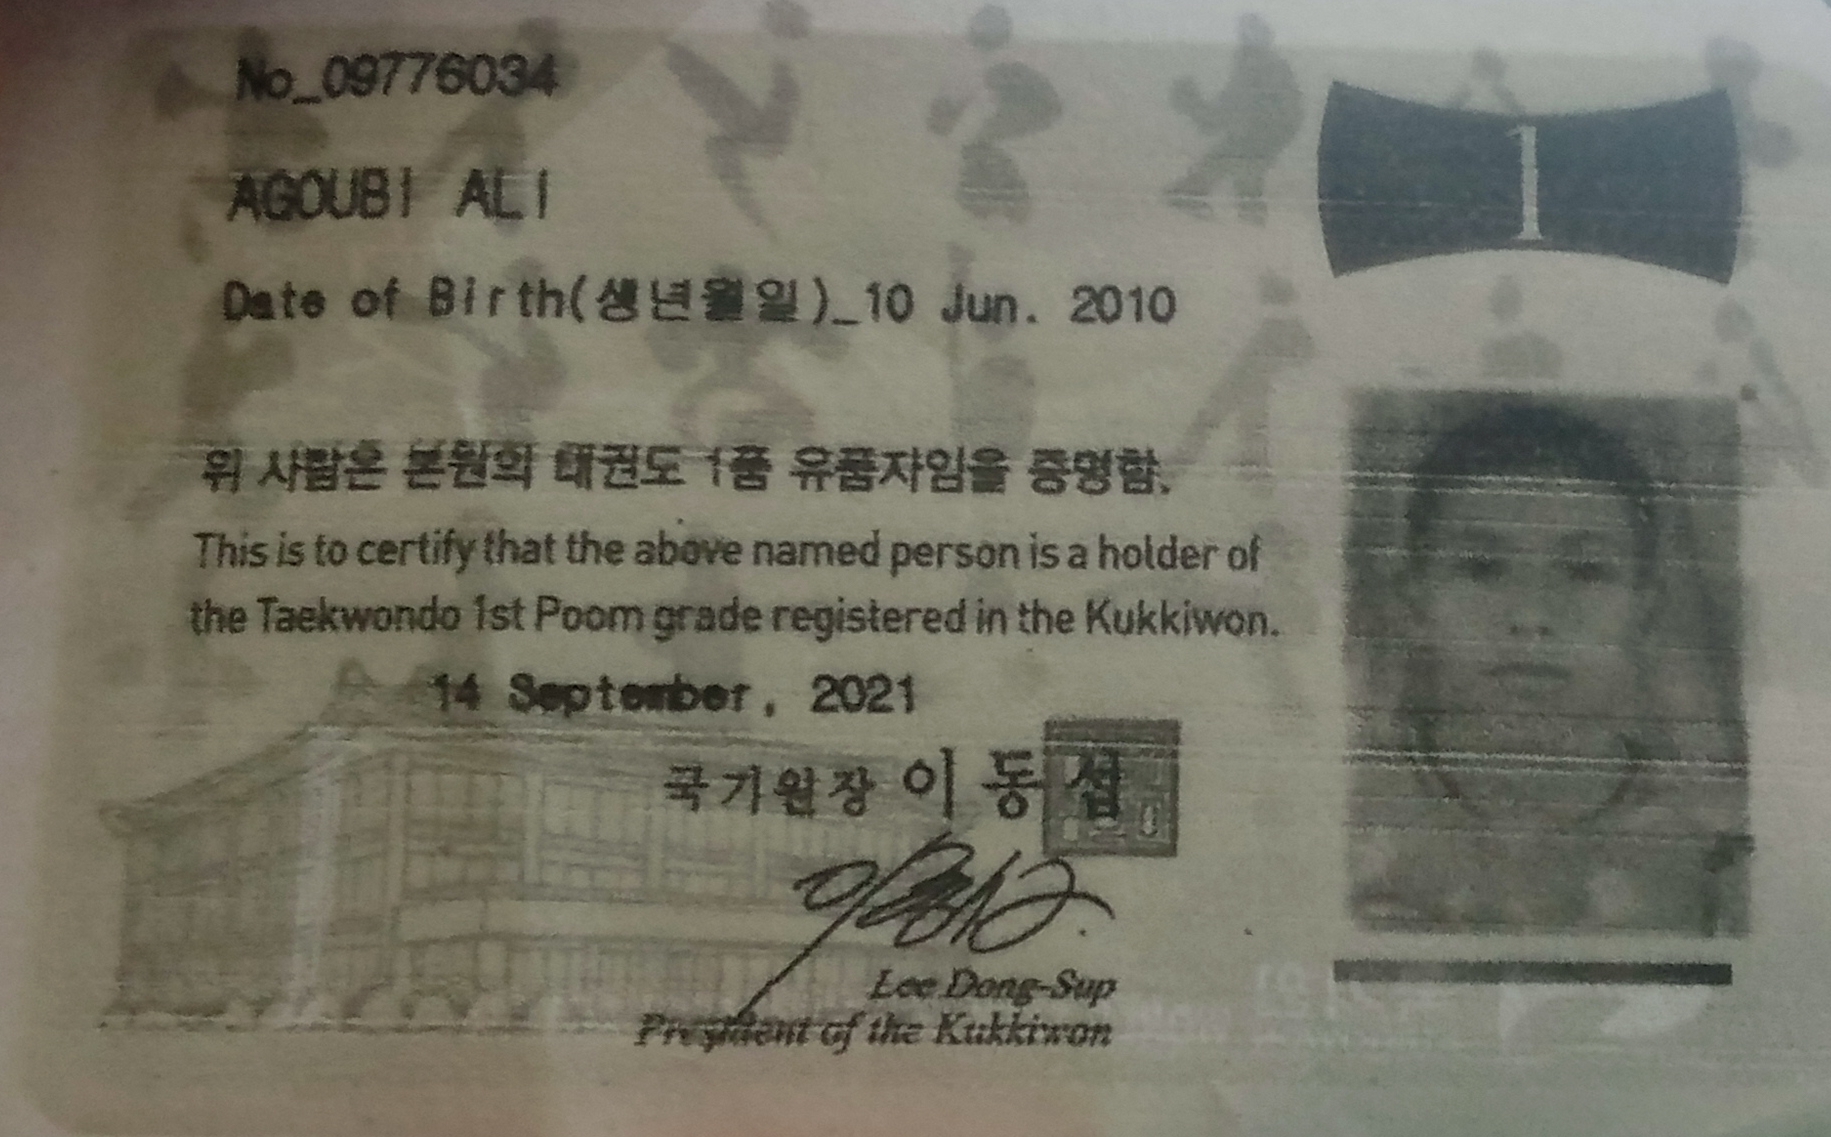 No_09776034
1
AGOUBI ALI
Date of Birth(생년월일)_10 Jun. 2010
위 사람은 본원의 태권도 1품 유품자임을 증명함.
This is to certify that the above named person is a holder of
the Taekwondo 1st Poom grade registered in the Kukkiwon.
14 September, 2021
국기원장 이동섭
Lee Dong-Sup
President of the Kukkiwon